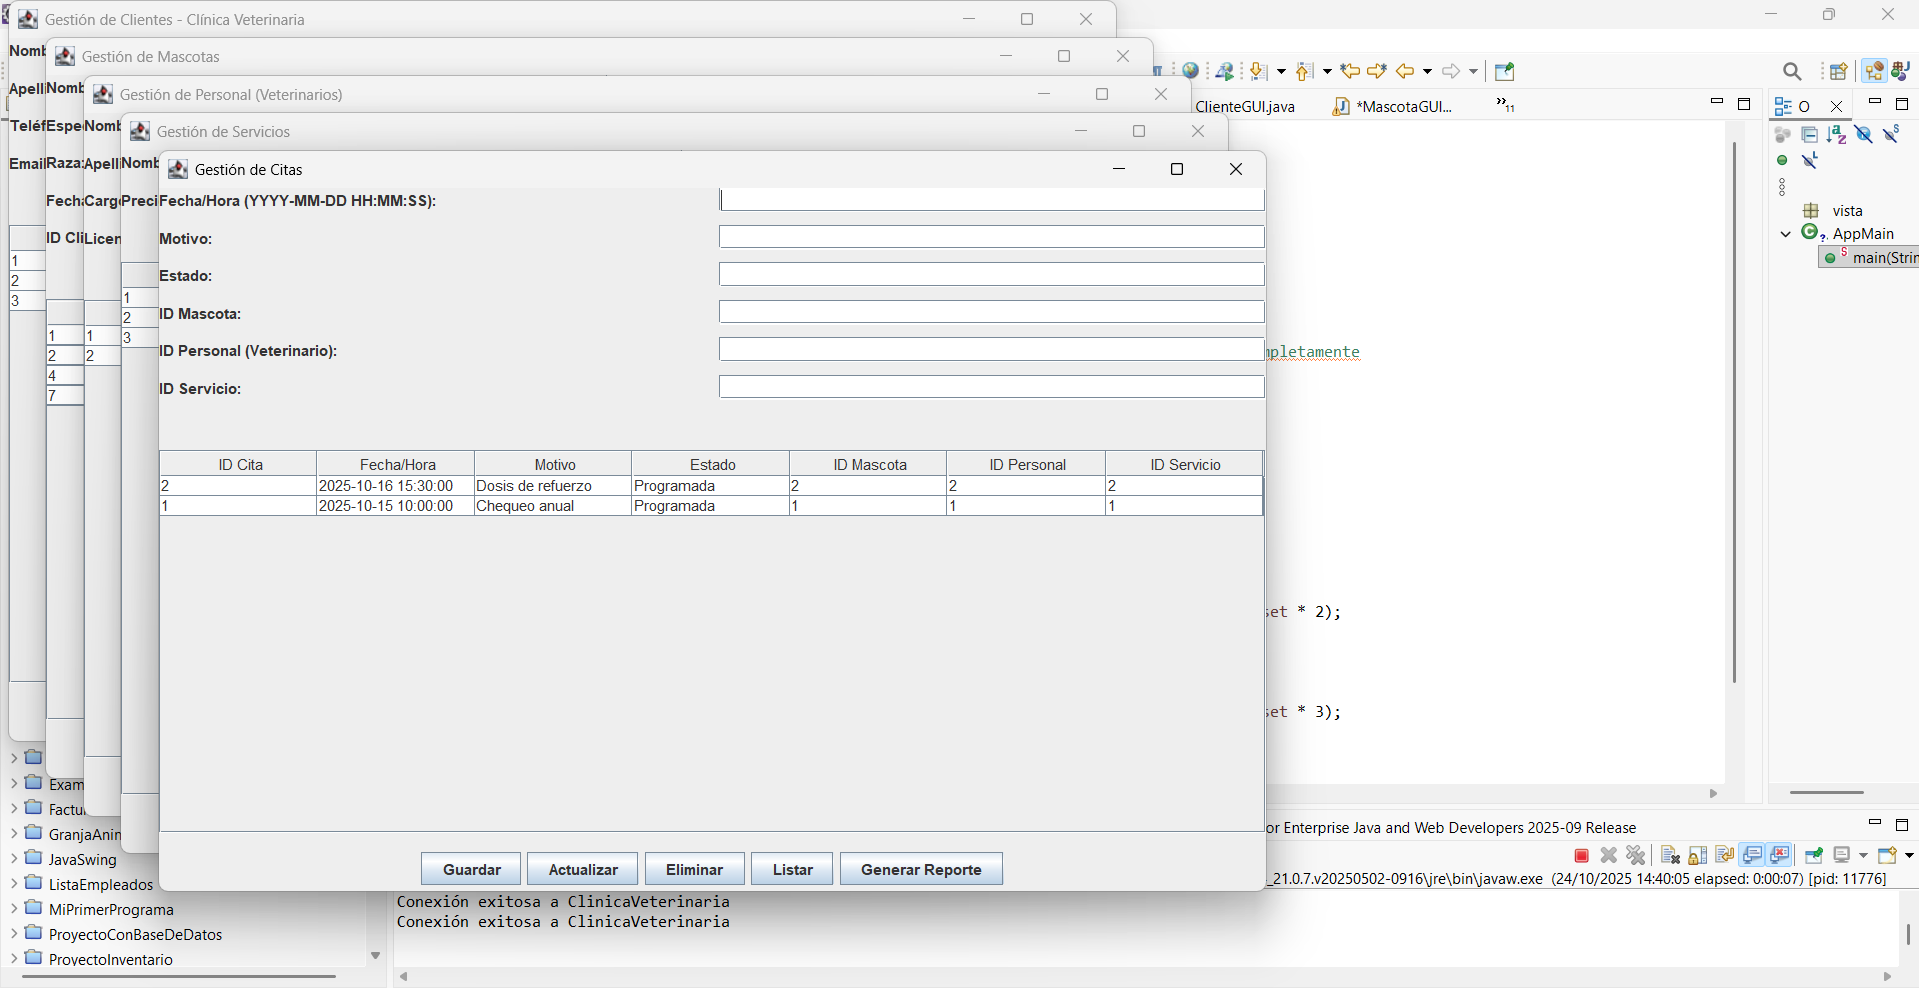 Gestión de Clientes - Clínica Veterinaria
Gestión de Mascotas
Gestión de Personal (Veterinarios)
Gestión de Servicios
Gestión de Citas
Fecha/Hora (YYYY-MM-DD HH:MM:SS):
Motivo:
Estado:
ID Mascota:
ID Personal (Veterinario):
ID Servicio:
ID Cita Fecha/Hora Motivo Estado ID Mascota ID Personal ID Servicio
2 2025-10-16 15:30:00 Dosis de refuerzo Programada 2 2 2
1 2025-10-15 10:00:00 Chequeo anual Programada 1 1 1
Guardar Actualizar Eliminar Listar Generar Reporte
Nomb
Apelli
Teléf
Email
1
2
3
Nomb
Espe
Raza:
Fecha
ID Cli
1
2
4
7
Nomb
Apelli
Cargo
Licen
1
2
Nomb
Preci
1
2
3
ClienteGUI.java
*MascotaGUI...
»11
mpletamente
set * 2);
set * 3);
O
vista
AppMain
main(Strin
Exam
Factu
GranjaAnin
JavaSwing
ListaEmpleados
MiPrimerPrograma
ProyectoConBaseDeDatos
ProyectoInventario
or Enterprise Java and Web Developers 2025-09 Release
_21.0.7.v20250502-0916\jre\bin\javaw.exe (24/10/2025 14:40:05 elapsed: 0:00:07) [pid: 11776]
Conexión exitosa a ClinicaVeterinaria
Conexión exitosa a ClinicaVeterinaria